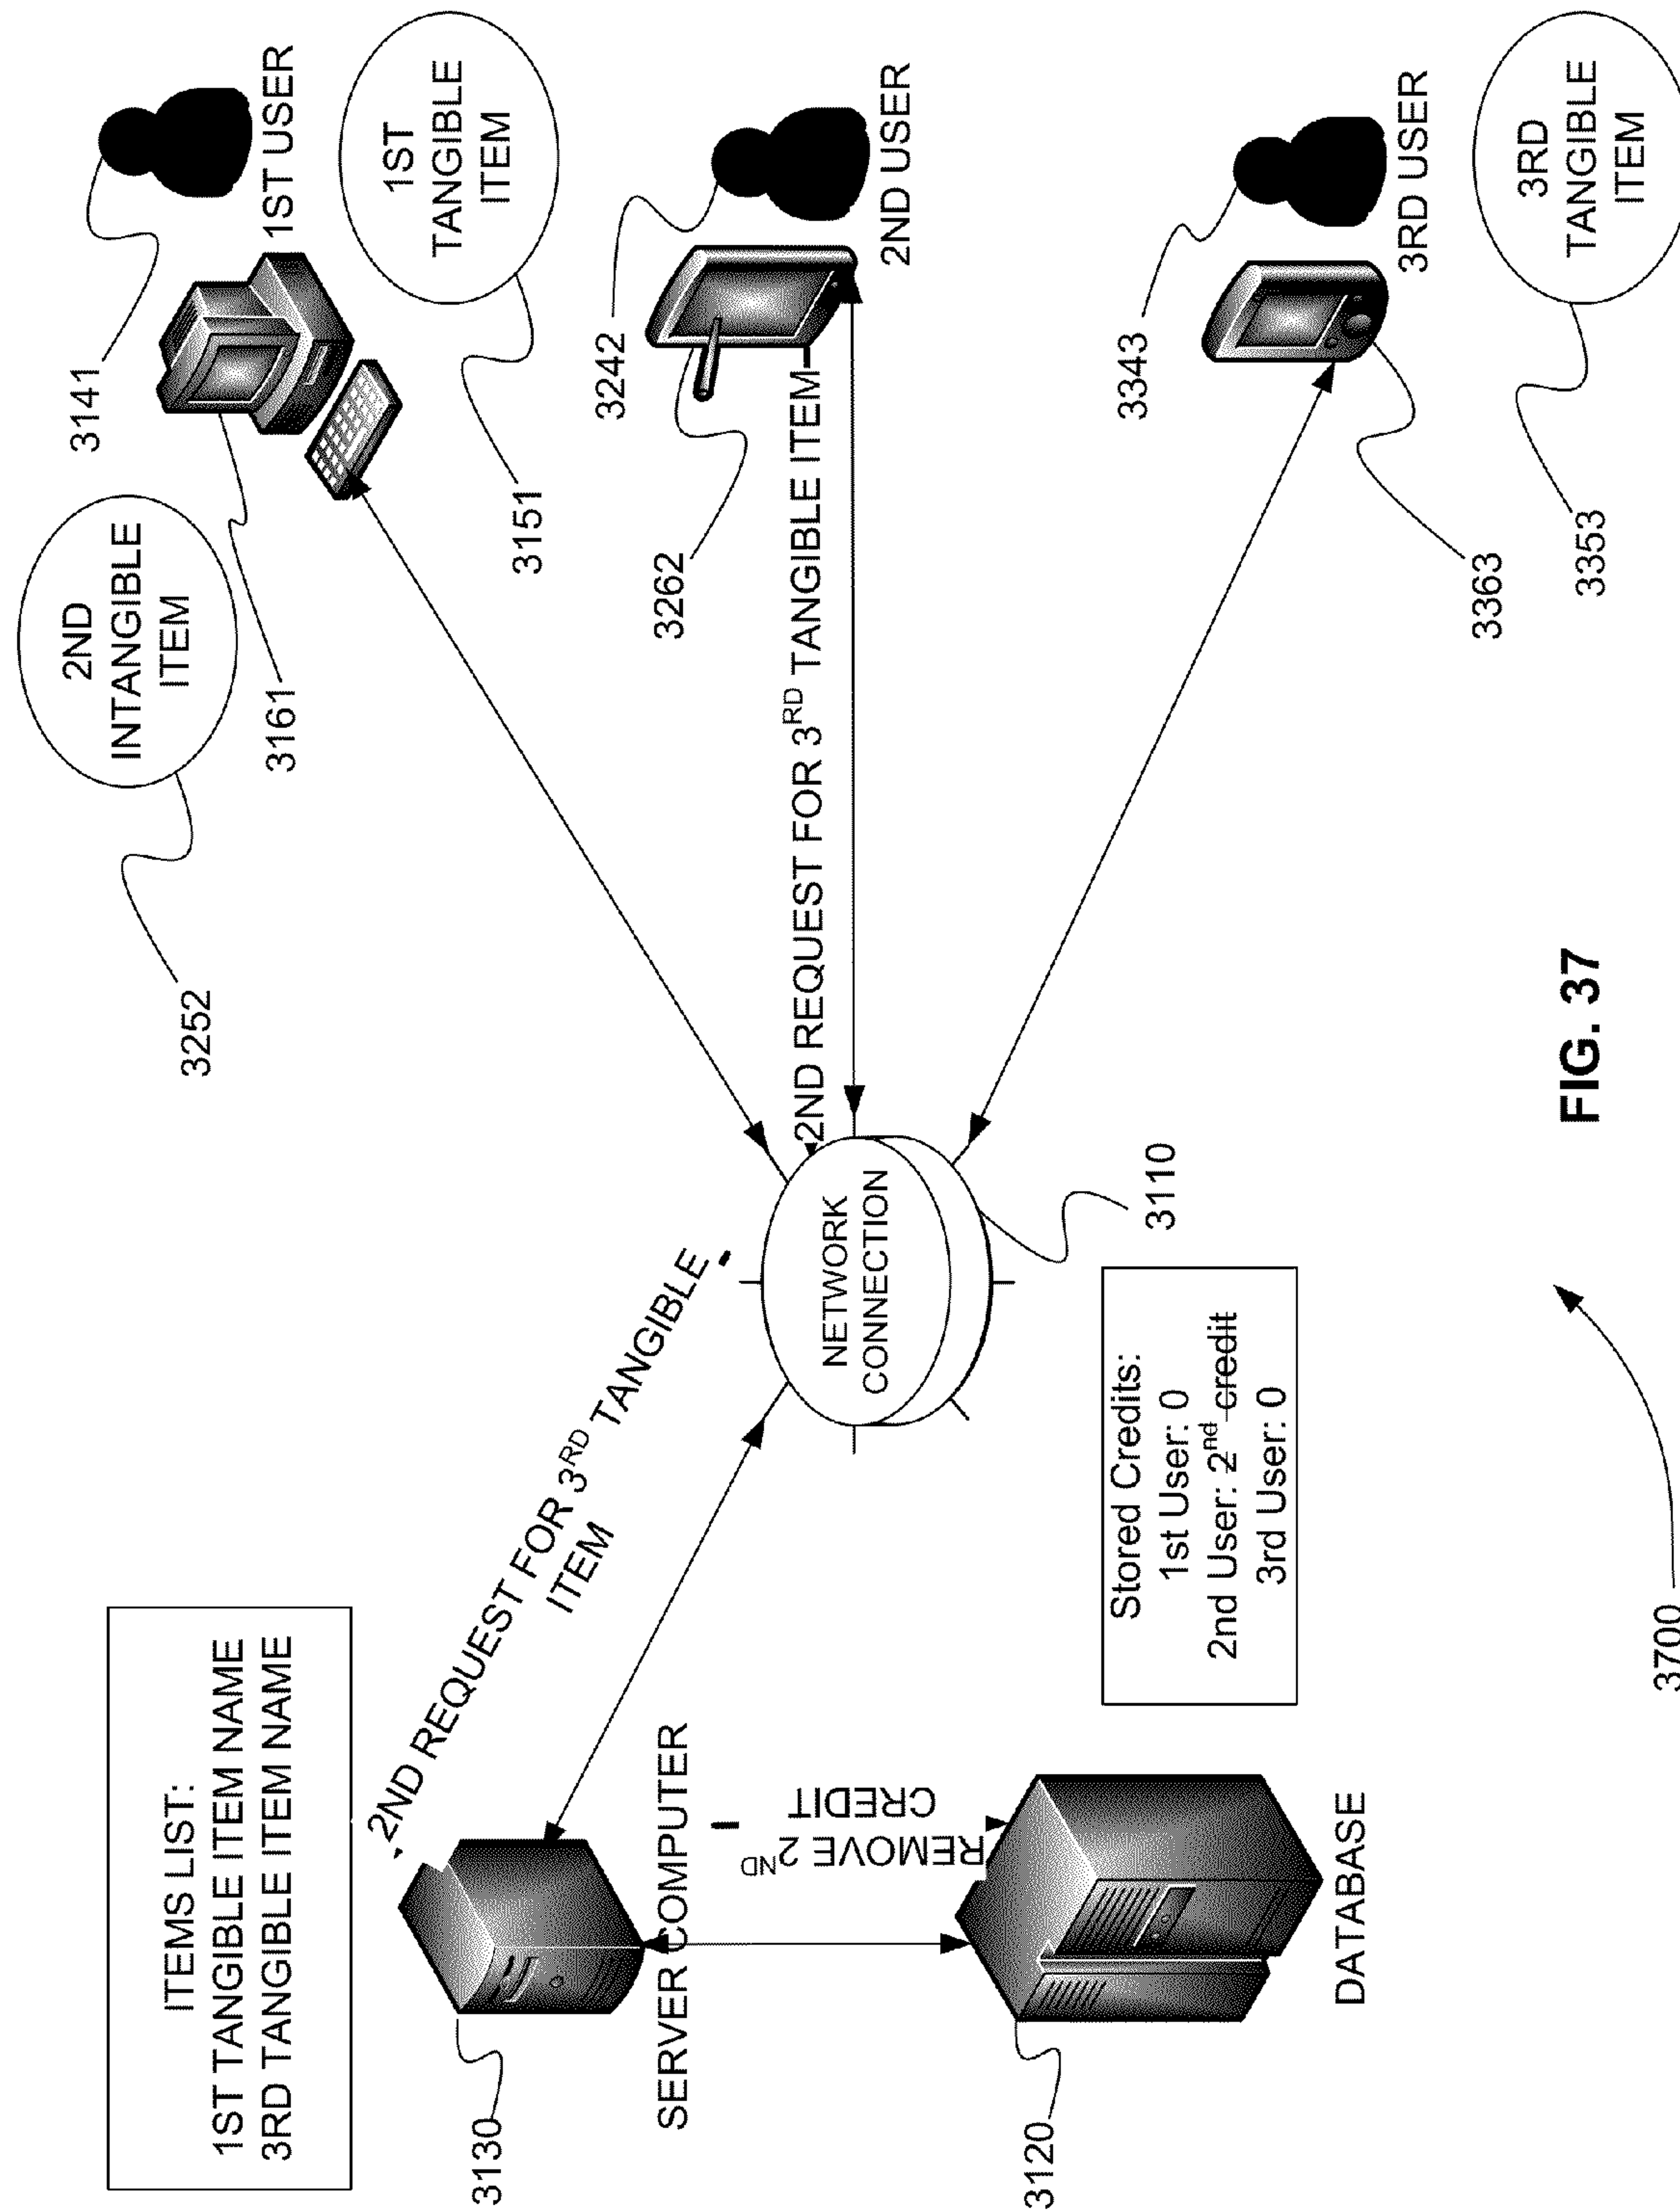 ITEMS LIST:
1ST TANGIBLE ITEM NAME
3RD TANGIBLE ITEM NAME
3130
SERVER COMPUTER
2ND REQUEST FOR 3RD TANGIBLE
ITEM
REMOVE 2ND
CREDIT
3120
DATABASE
Stored Credits:
1st User: 0
2nd User: 2nd credit
3rd User: 0
NETWORK
CONNECTION
3110
2ND REQUEST FOR 3RD TANGIBLE ITEM
3252
2ND
INTANGIBLE
ITEM
3161
3141
1ST USER
3151
1ST
TANGIBLE
ITEM
3262
3242
2ND USER
3343
3RD USER
3363
3353
3RD
TANGIBLE
ITEM
3700
FIG. 37